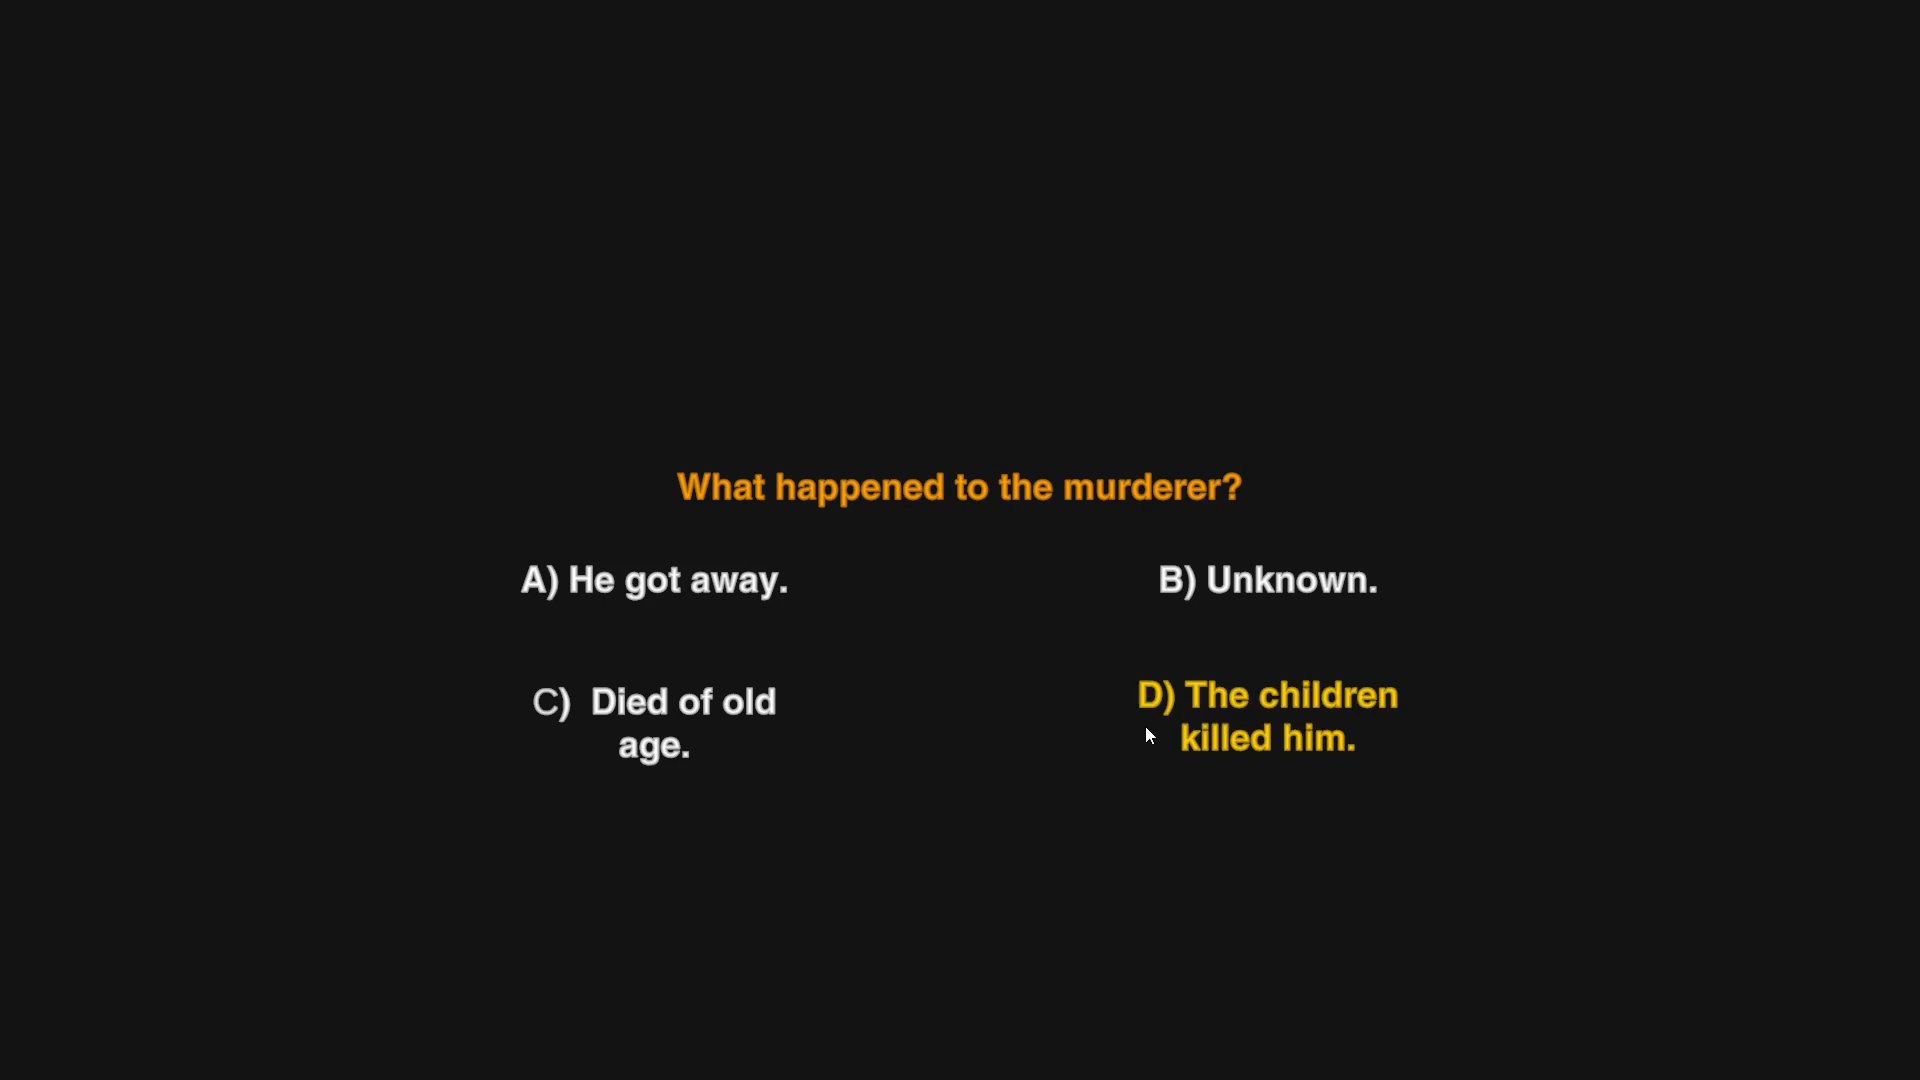 What happened to the murderer?
A) He got away.
B) Unknown.
C) Died of old
age.
D) The children
killed him.